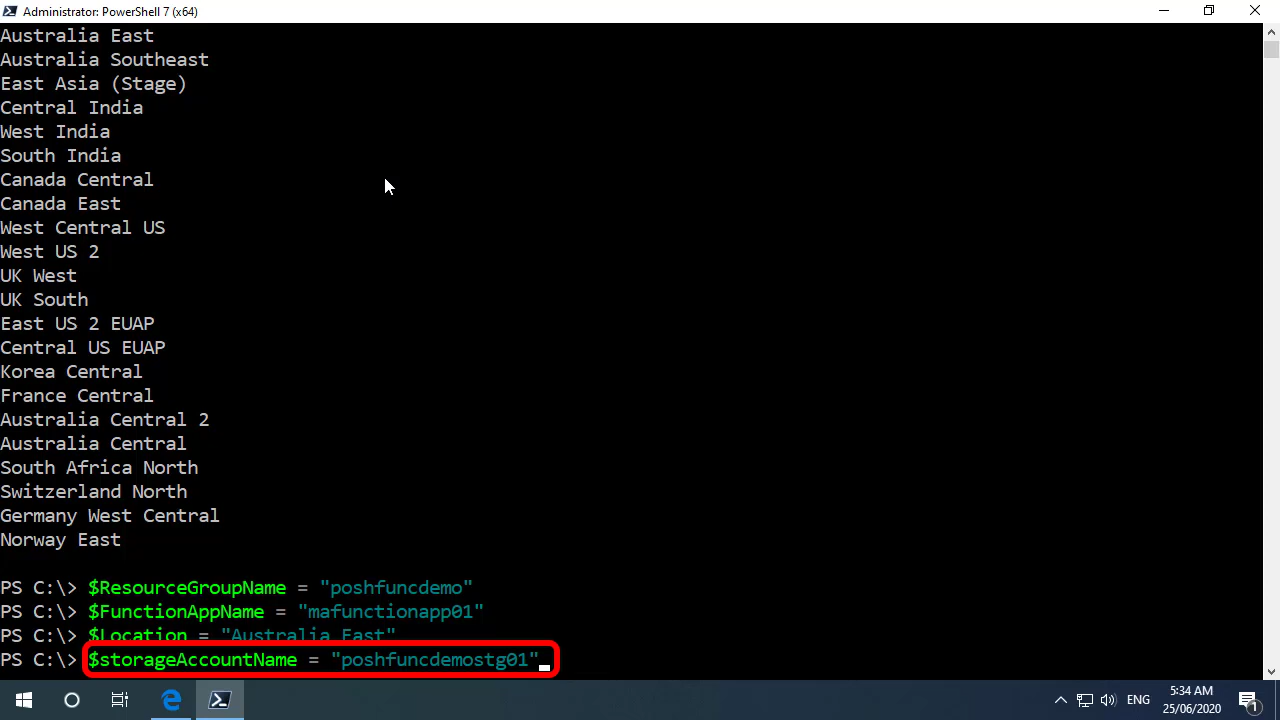 Administrator: PowerShell 7 (x64)
Australia East
Australia Southeast
East Asia (Stage)
Central India
West India
South India
Canada Central
Canada East
West Central US
West US 2
UK West
UK South
East US 2 EUAP
Central US EUAP
Korea Central
France Central
Australia Central 2
Australia Central
South Africa North
Switzerland North
Germany West Central
Norway East
PS C:\> $ResourceGroupName = "poshfuncdemo"
PS C:\> $FunctionAppName = "mafunctionapp01"
PS C:\> $Location = "Australia East"
PS C:\> $storageAccountName = "poshfuncdemostg01"
ENG
5:34 AM
25/06/2020
1